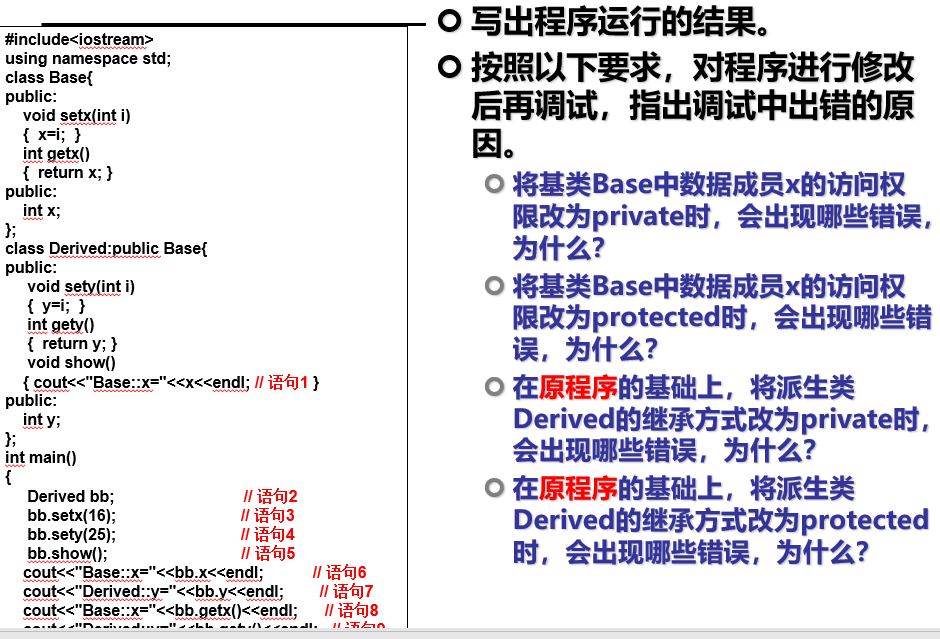 #include<iostream>
using namespace std;
class Base{
public:
void setx(int i)
{ x=i; }
int getx()
{ return x; }
public:
int x;
};
class Derived:public Base{
public:
void sety(int i)
{ y=i; }
int gety()
{ return y; }
void show()
{ cout<<"Base::x="<<x<<endl; // 语句1 }
public:
int y;
};
int main()
{
Derived bb; // 语句2
bb.setx(16); // 语句3
bb.sety(25); // 语句4
bb.show(); // 语句5
cout<<"Base::x="<<bb.x<<endl; // 语句6
cout<<"Derived::y="<<bb.y<<endl; // 语句7
cout<<"Base::x="<<bb.getx()<<endl; // 语句8
cout<<"Derived::y="<<bb.gety()<<endl; // 语句9
写出程序运行的结果。
按照以下要求，对程序进行修改
后再调试，指出调试中出错的原
因。
将基类Base中数据成员x的访问权
限改为private时，会出现哪些错误，
为什么？
将基类Base中数据成员x的访问权
限改为protected时，会出现哪些错
误，为什么？
在原程序的基础上，将派生类
Derived的继承方式改为private时，
会出现哪些错误，为什么？
在原程序的基础上，将派生类
Derived的继承方式改为protected
时，会出现哪些错误，为什么？